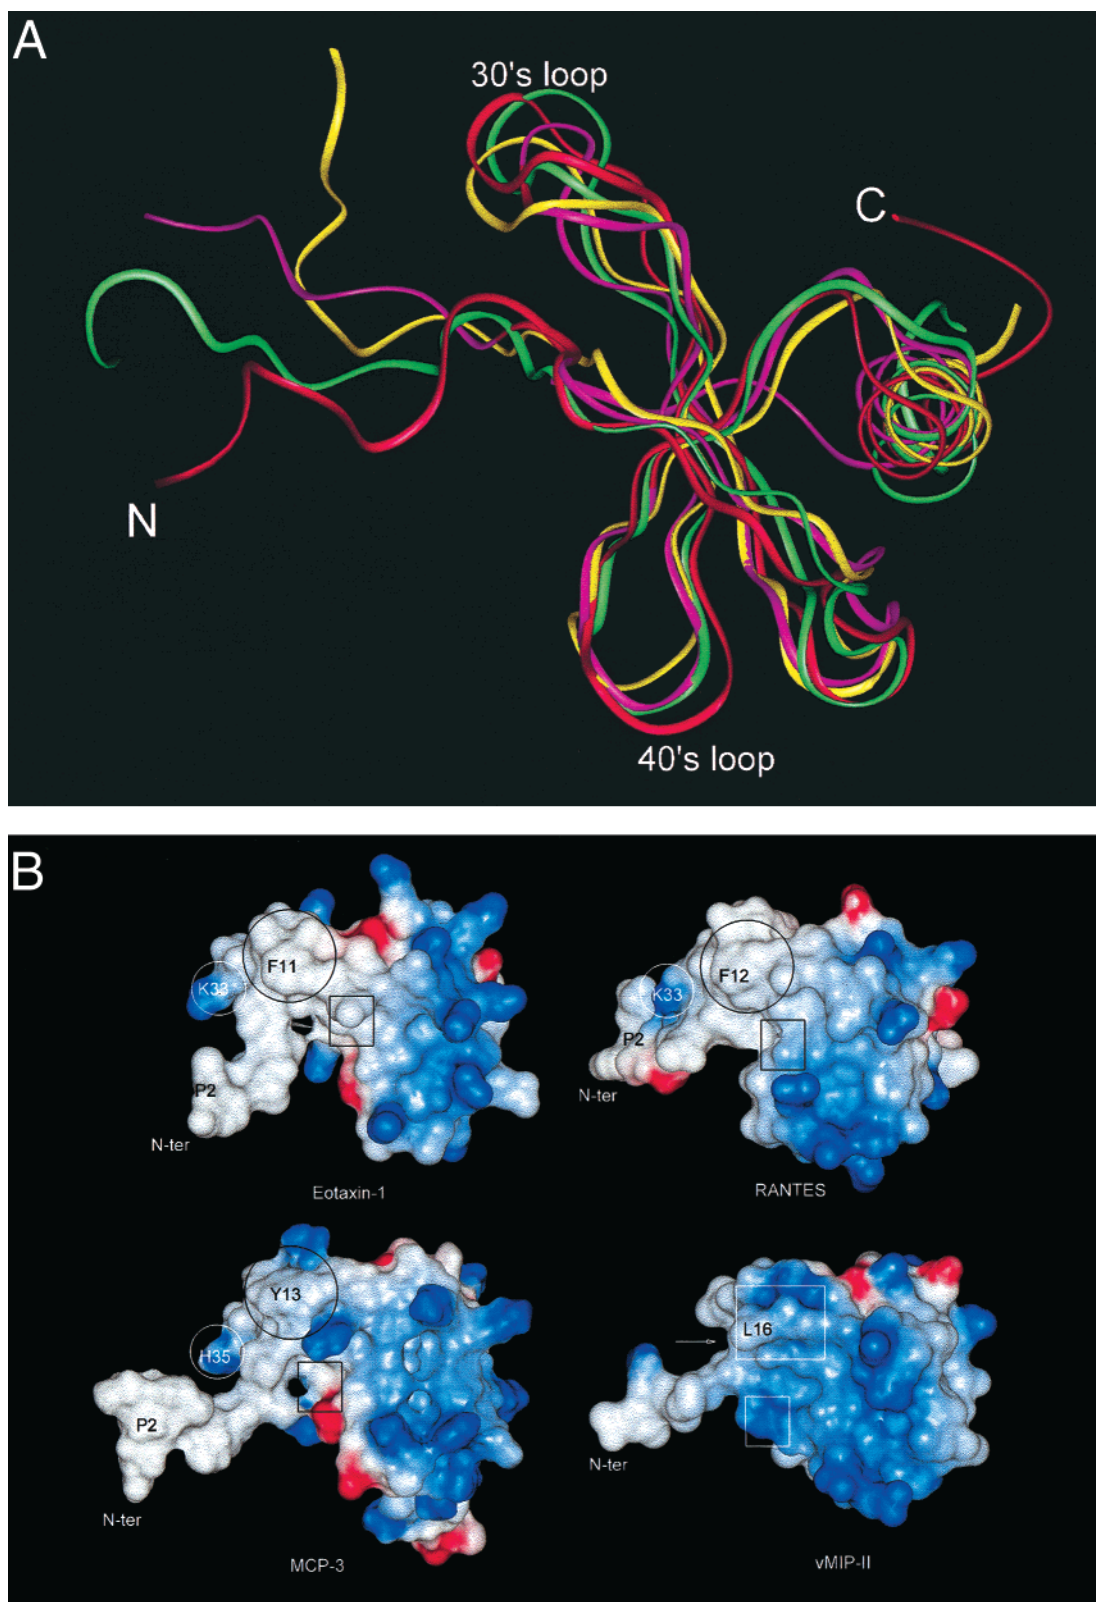 A
30's loop
C
N
40's loop
B
F11
K33
P2
N-ter
Eotaxin-1
F12
K33
P2
N-ter
RANTES
Y13
H35
P2
N-ter
MCP-3
L16
N-ter
vMIP-II